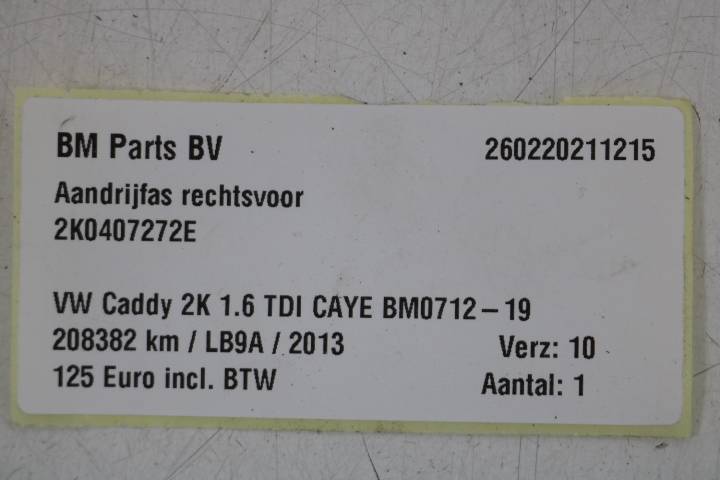 BM Parts BV 260220211215
Aandrijfas rechtsvoor
2K0407272E
VW Caddy 2K 1.6 TDI CAYE BM0712-19
208382 km / LB9A / 2013 Verz: 10
125 Euro incl. BTW Aantal: 1